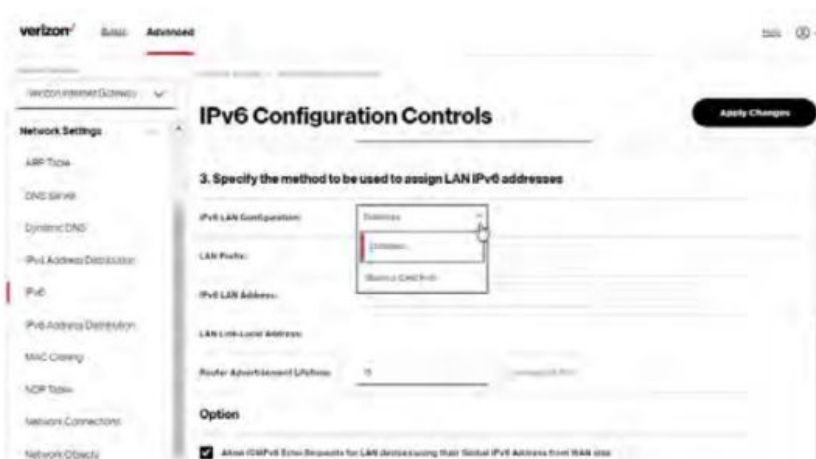 verizon✓
Basic Advanced
Help
Verizon Internet Gateway
IPv6 Configuration Controls
Apply Changes
Network Settings
ARP Table
DNS Server
Dynamic DNS
IPv4 Address Distribution
IPv6
IPv6 Address Distribution
MAC Cloning
NDP Table
Network Connections
Network Objects
3. Specify the method to be used to assign LAN IPv6 addresses
IPv6 LAN Configuration:
Stateless
LAN Prefix:
IPv6 LAN Address:
LAN Link-Local Address:
Router Advertisement Lifetime:
Option
Allow ICMPv6 Echo Requests for LAN devices using their Global IPv6 Address from WAN side